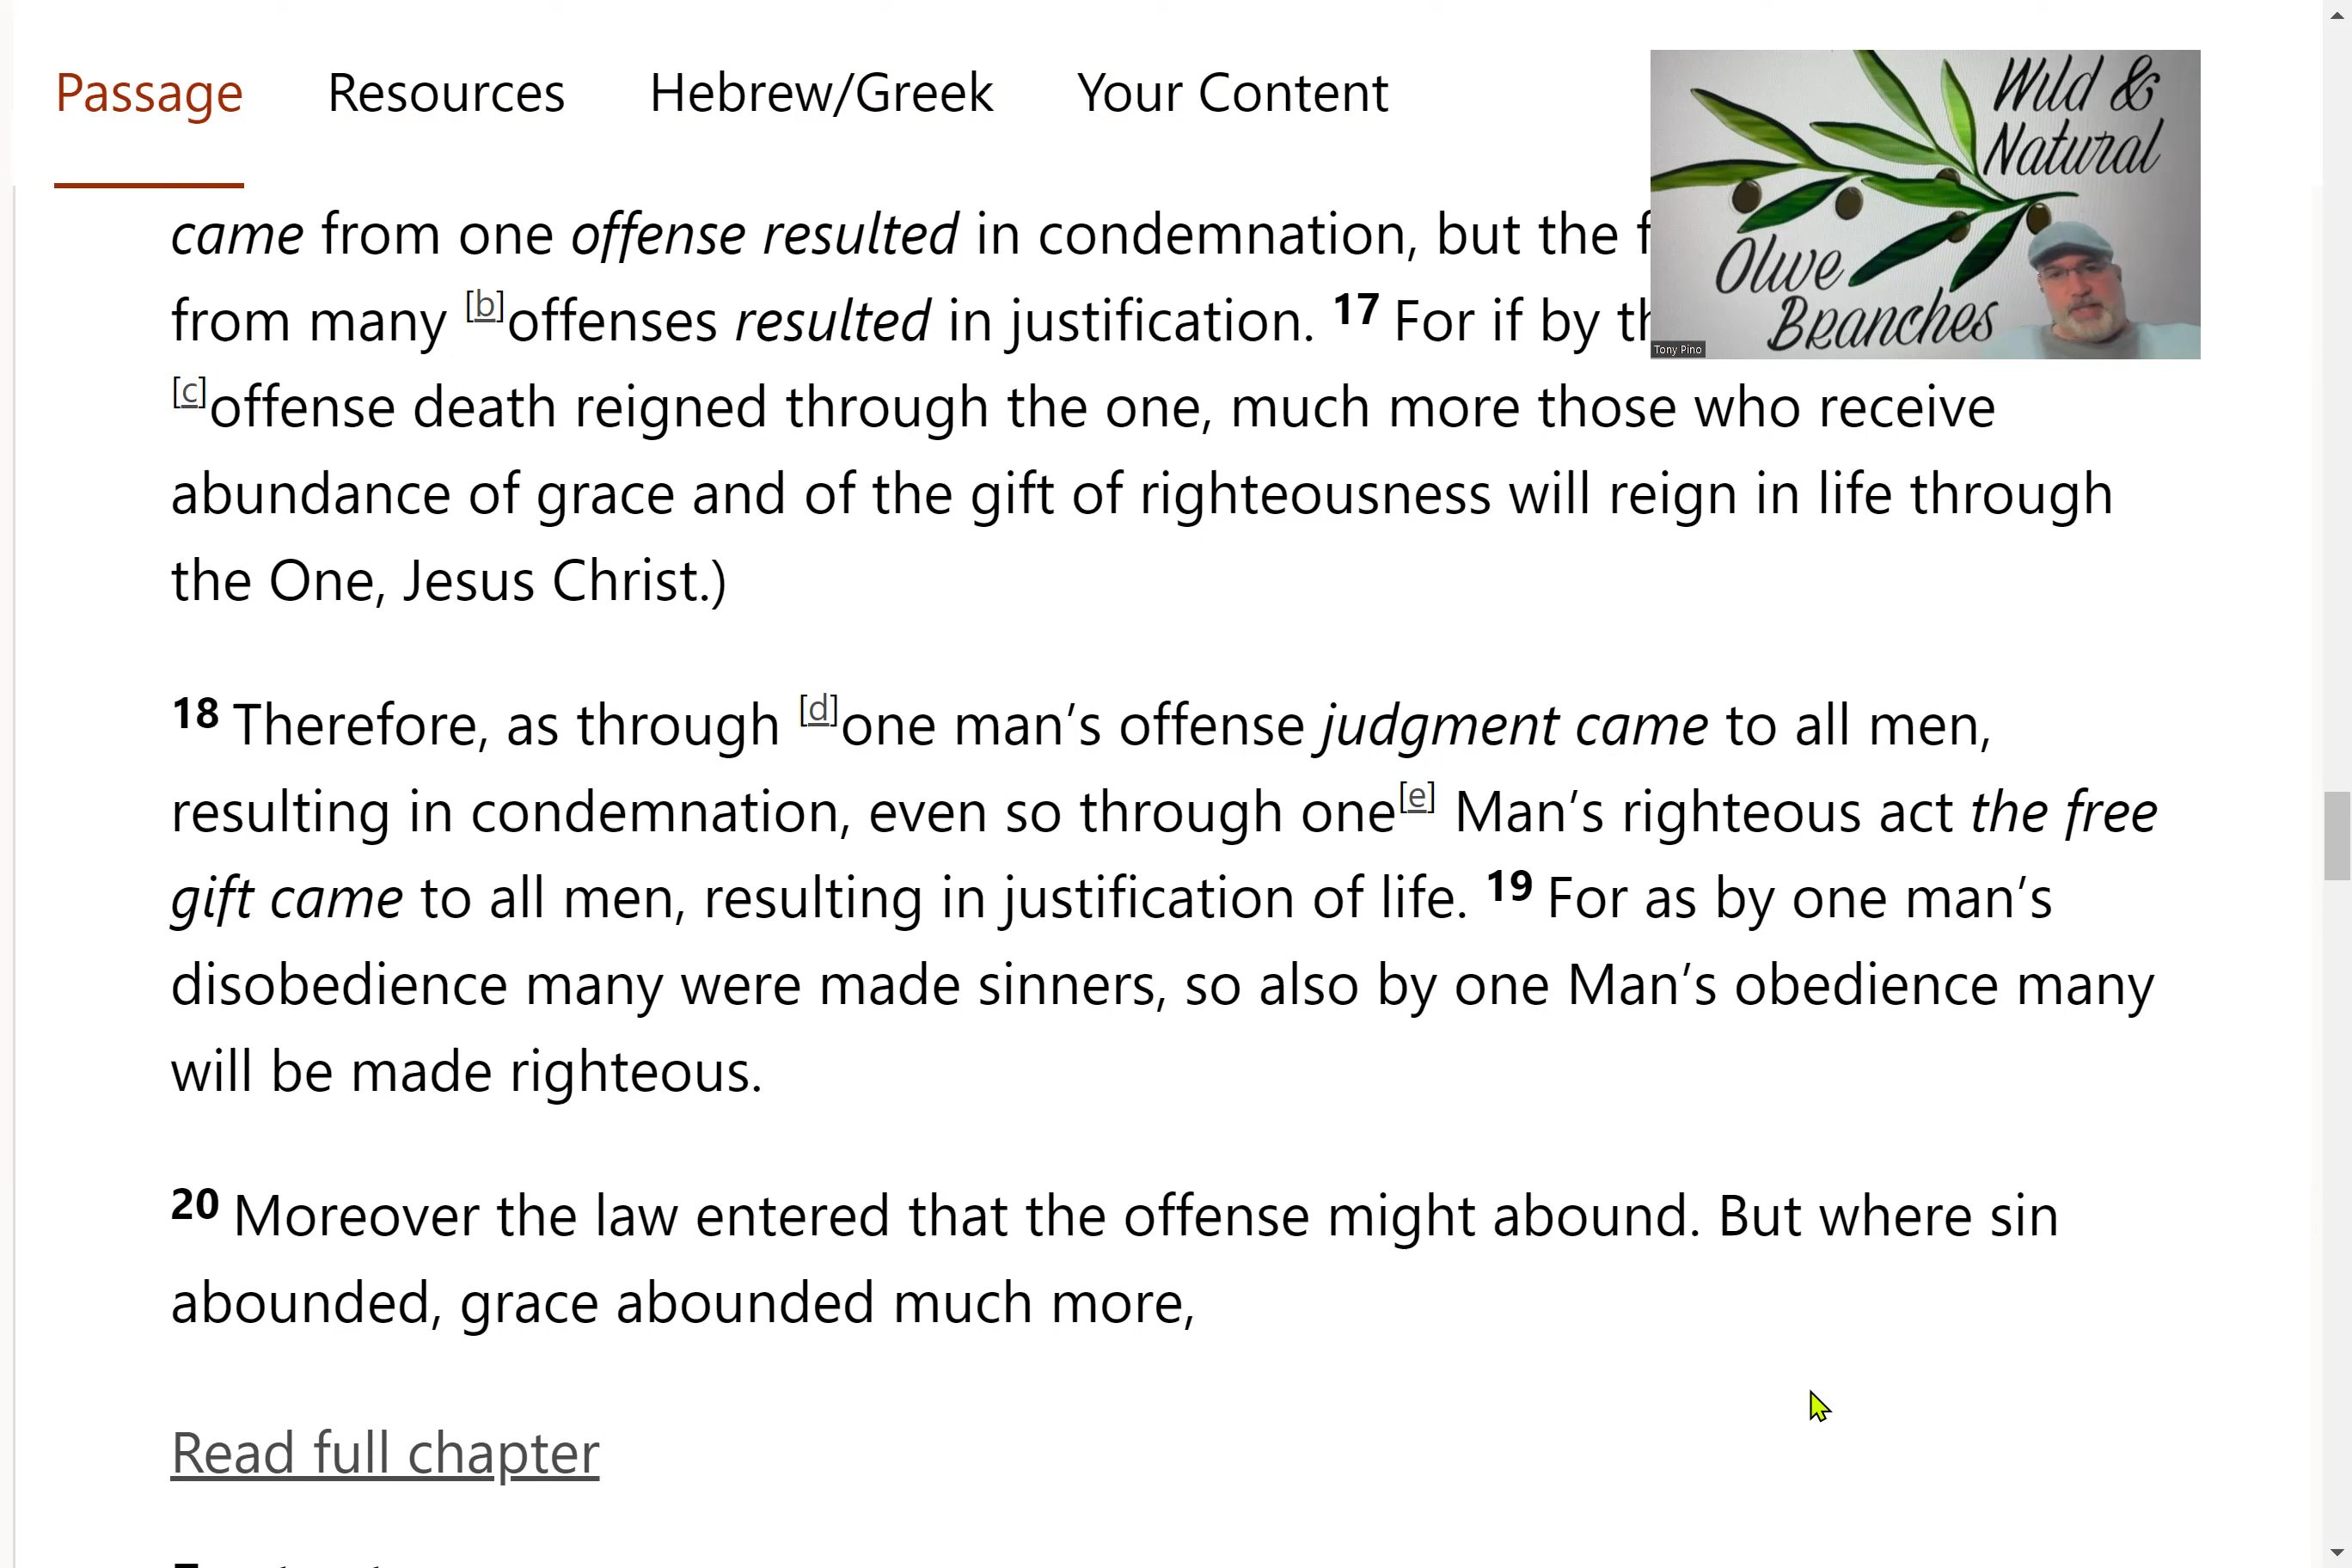 Passage Resources Hebrew/Greek Your Content
Wild &
Natural
Olive
Branches
Tony Pino
came from one offense resulted in condemnation, but the
from many [b]offenses resulted in justification. 17 For if by
[c]offense death reigned through the one, much more those who receive
abundance of grace and of the gift of righteousness will reign in life through
the One, Jesus Christ.)
18 Therefore, as through [d]one man’s offense judgment came to all men,
resulting in condemnation, even so through one[e] Man’s righteous act the free
gift came to all men, resulting in justification of life. 19 For as by one man’s
disobedience many were made sinners, so also by one Man’s obedience many
will be made righteous.
20 Moreover the law entered that the offense might abound. But where sin
abounded, grace abounded much more,
Read full chapter